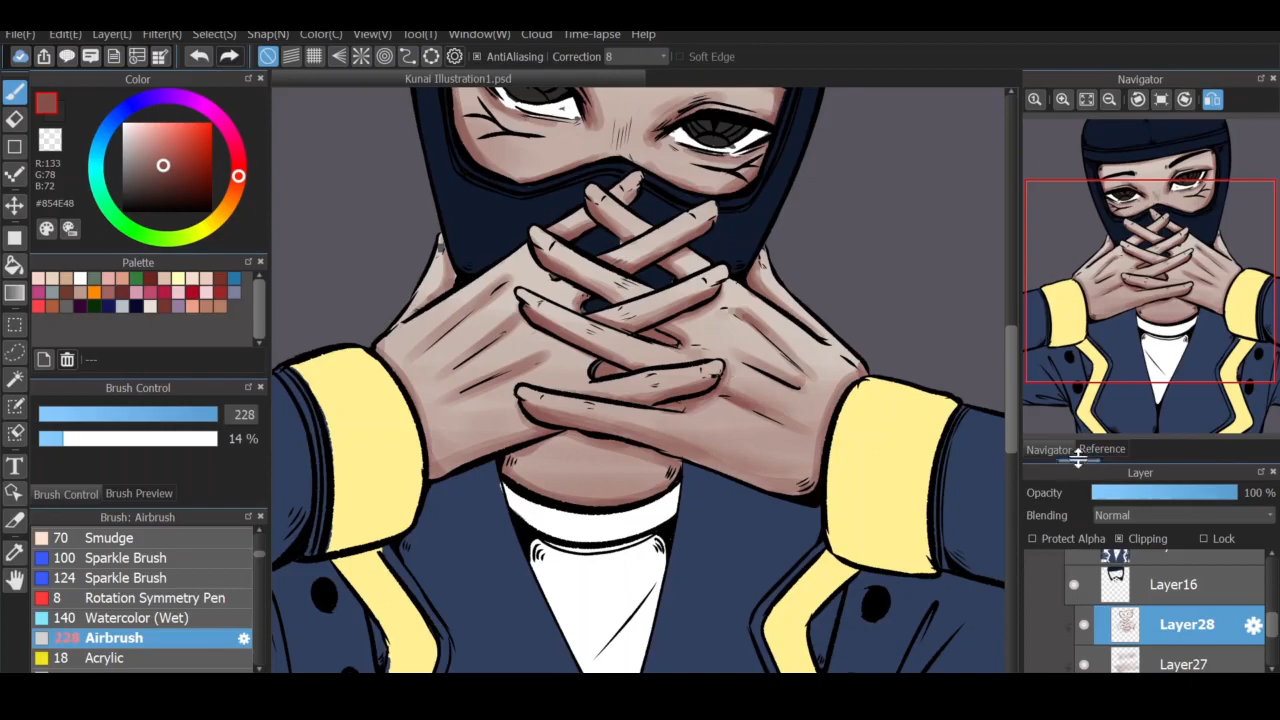 File(F) Edit(E) Layer(L) Filter(R) Select(S) Snap(N) Color(C) View(V) Tool(T) Window(W) Cloud Time-lapse Help
AntiAliasing Correction 8 Soft Edge
Color
Kunai Illustration1.psd
Navigator
R:133
G:78
B:72
#854E48
Palette
---
Brush Control
228
14 %
Brush Control Brush Preview
Brush: Airbrush
70 Smudge
100 Sparkle Brush
124 Sparkle Brush
8 Rotation Symmetry Pen
140 Watercolor (Wet)
228 Airbrush
18 Acrylic
Navigator Reference
Layer
Opacity 100 %
Blending Normal
Protect Alpha Clipping Lock
Layer16
Layer28
Layer27